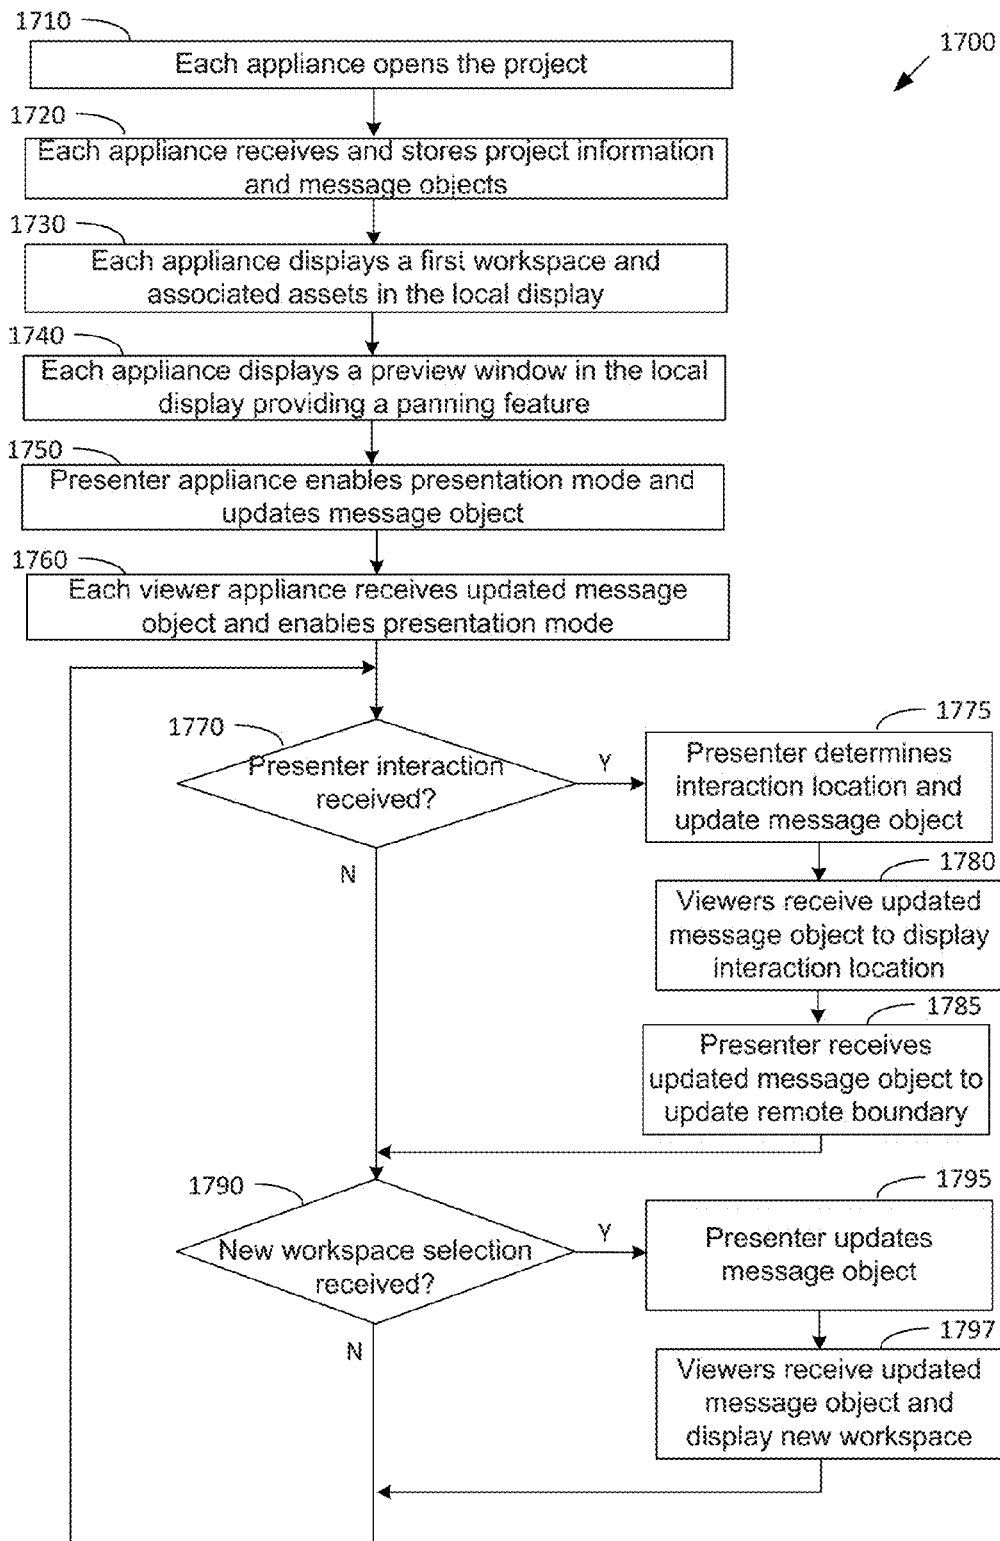 1710
1700
Each appliance opens the project
1720
Each appliance receives and stores project information
and message objects
1730
Each appliance displays a first workspace and
associated assets in the local display
1740
Each appliance displays a preview window in the local
display providing a panning feature
1750
Presenter appliance enables presentation mode and
updates message object
1760
Each viewer appliance receives updated message
object and enables presentation mode
1770
Presenter interaction
received?
Y
N
1775
Presenter determines
interaction location and
update message object
1780
Viewers receive updated
message object to display
interaction location
1785
Presenter receives
updated message object to
update remote boundary
1790
New workspace selection
received?
Y
N
1795
Presenter updates
message object
1797
Viewers receive updated
message object and
display new workspace